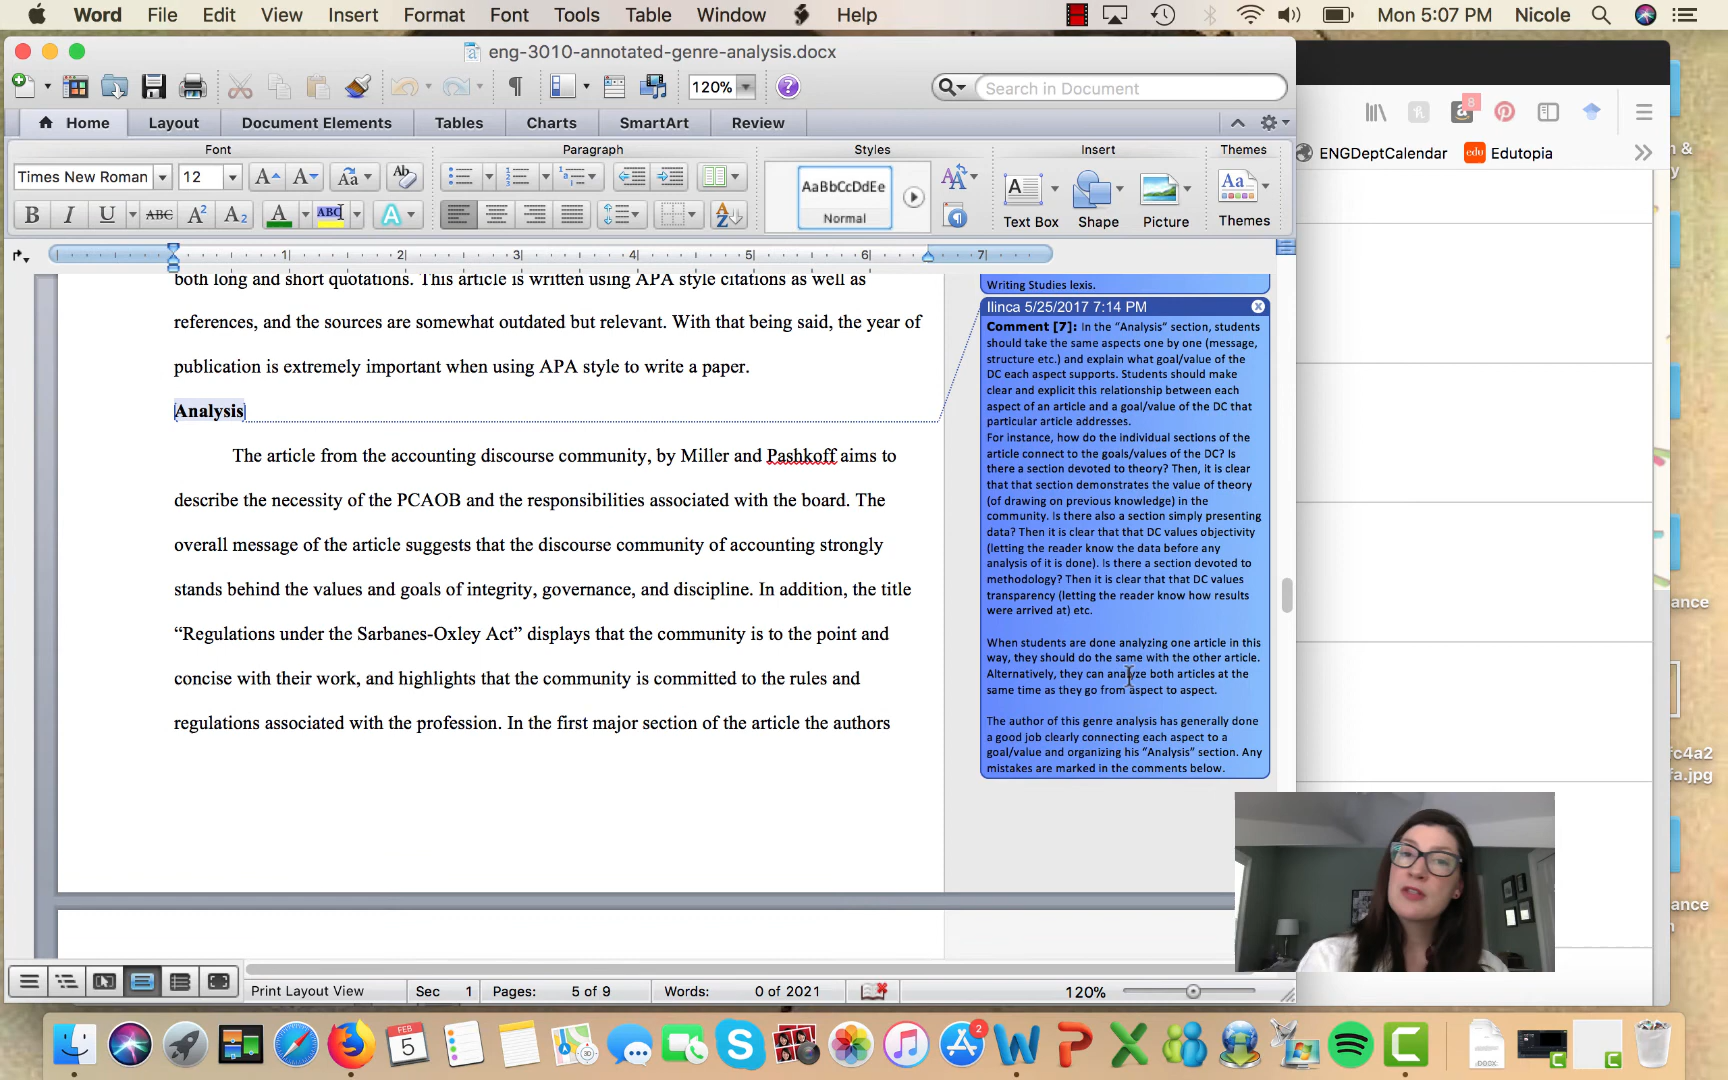 Word File Edit View Insert Format Font Tools Table Window Help Mon 5:07 PM Nicole
eng-3010-annotated-genre-analysis.docx
120% Search in Document
8
Home Layout Document Elements Tables Charts SmartArt Review
ENGDeptCalendar edu Edutopia
Font Paragraph Styles Insert Themes
Times New Roman 12
AaBbCcDdEe
Normal
Text Box Shape Picture Themes
1 2 3 4 5 6 7
both long and short quotations. This article is written using APA style citations as well as
references, and the sources are somewhat outdated but relevant. With that being said, the year of
publication is extremely important when using APA style to write a paper.
Analysis
The article from the accounting discourse community, by Miller and Pashkoff aims to
describe the necessity of the PCAOB and the responsibilities associated with the board. The
overall message of the article suggests that the discourse community of accounting strongly
stands behind the values and goals of integrity, governance, and discipline. In addition, the title
“Regulations under the Sarbanes-Oxley Act” displays that the community is to the point and
concise with their work, and highlights that the community is committed to the rules and
regulations associated with the profession. In the first major section of the article the authors
Writing Studies lexis.
Ilinca 5/25/2017 7:14 PM
Comment [7]: In the “Analysis” section, students
should take the same aspects one by one (message,
structure etc.) and explain what goal/value of the
DC each aspect supports. Students should make
clear and explicit this relationship between each
aspect of an article and a goal/value of the DC that
particular article addresses.
For instance, how do the individual sections of the
article connect to the goals/values of the DC? Is
there a section devoted to theory? Then, it is clear
that that section demonstrates the value of theory
(of drawing on previous knowledge) in the
community. Is there also a section simply presenting
data? Then it is clear that that DC values objectivity
(letting the reader know the data before any
analysis of it is done). Is there a section devoted to
methodology? Then it is clear that that DC values
transparency (letting the reader know how results
were arrived at) etc.
When students are done analyzing one article in this
way, they should do the same with the other article.
Alternatively, they can analyze both articles at the
same time as they go from aspect to aspect.
The author of this genre analysis has generally done
a good job clearly connecting each aspect to a
goal/value and organizing his “Analysis” section. Any
mistakes are marked in the comments below.
Print Layout View Sec 1 Pages: 5 of 9 Words: 0 of 2021 120%
n &
y
ance
fc4a2
fa.jpg
ance
n
FEB
5
2
DOCX